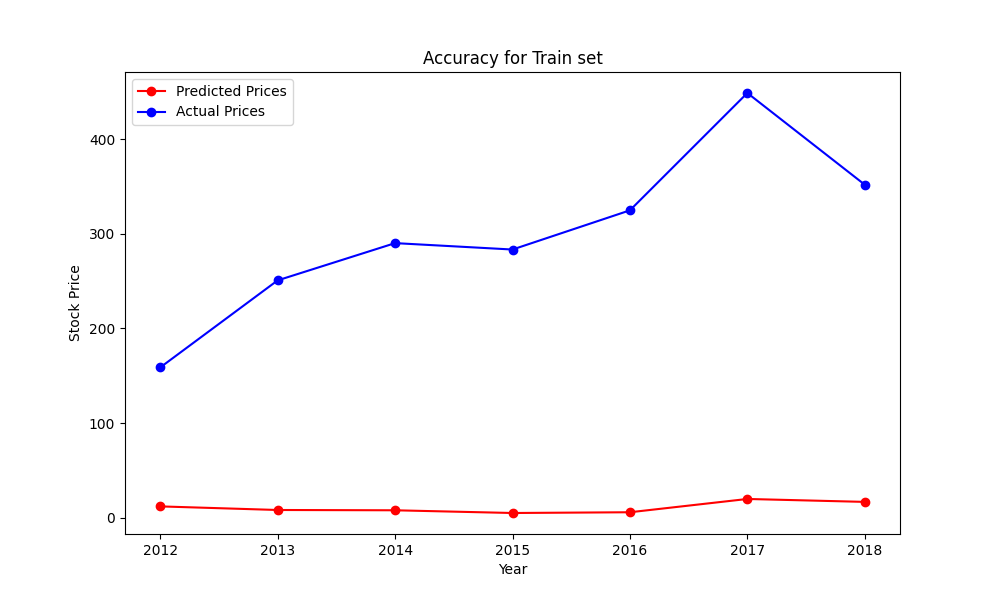 Accuracy for Train set
Predicted Prices
Actual Prices
400
300
200
100
0
Stock Price
2012 2013 2014 2015 2016 2017 2018
Year